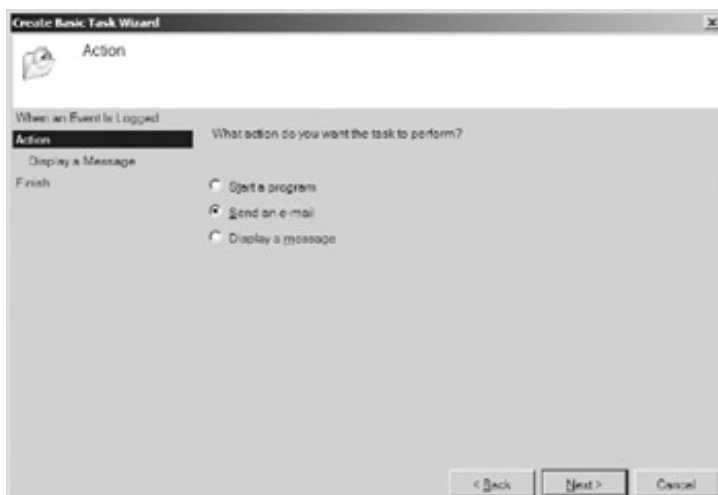 Create Basic Task Wizard
Action
When an Event Is Logged
Action
What action do you want the task to perform?
Display a Message
Finish
Start a program
Send an e-mail
Display a message
< Back
Next >
Cancel